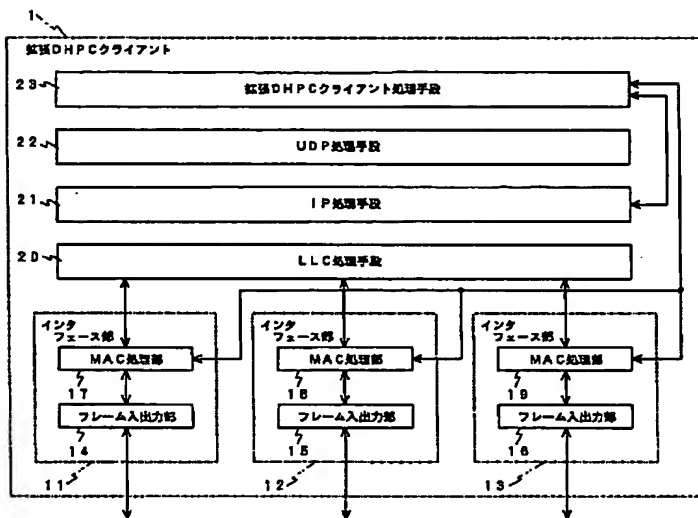 1
拡張DHPCクライアント
23
拡張DHPCクライアント処理手段
22
UDP処理手段
21
IP処理手段
20
LLC処理手段
インタ
フェース部
MAC処理部
17
フレーム入出力部
14
11
インタ
フェース部
MAC処理部
18
フレーム入出力部
15
12
インタ
フェース部
MAC処理部
19
フレーム入出力部
16
13